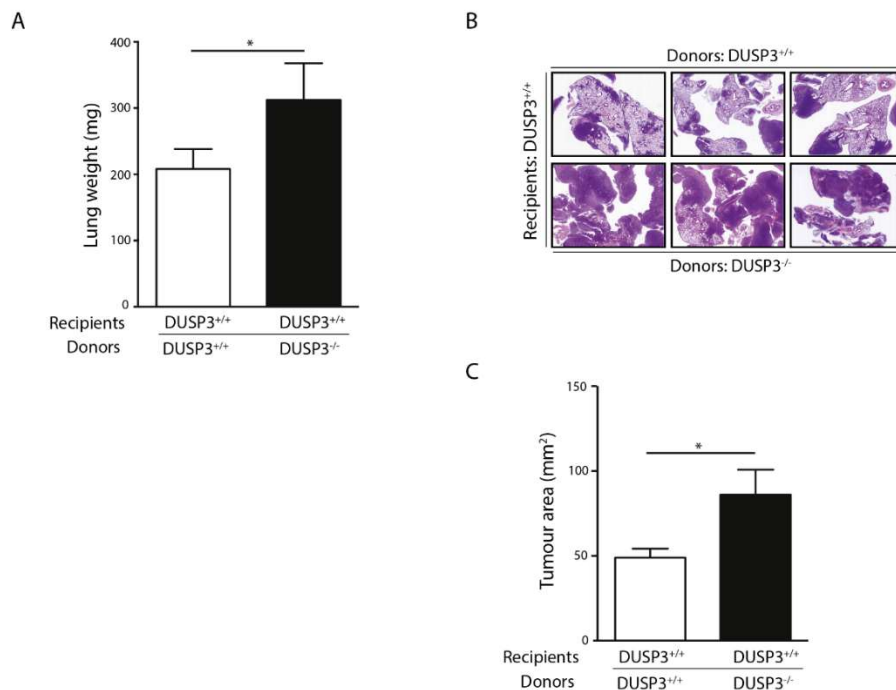 A
Lung weight (mg)
400
300
200
100
0
*
Recipients DUSP3+/+ DUSP3+/+
Donors DUSP3+/+ DUSP3-/-
B
Donors: DUSP3+/+
Recipients: DUSP3+/+
Donors: DUSP3-/-
C
Tumour area (mm2)
150
100
50
0
*
Recipients DUSP3+/+ DUSP3+/+
Donors DUSP3+/+ DUSP3-/-